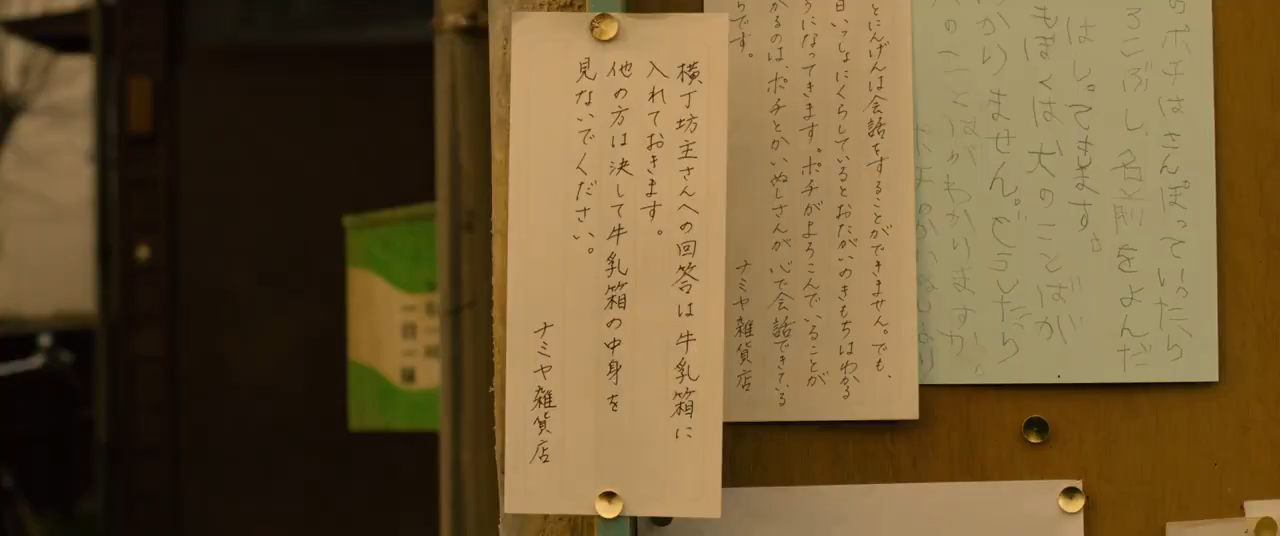 横丁坊主さんへの回答は牛乳箱に
入れておきます。
他の方は決して牛乳箱の中身を
見ないでください。
ナミヤ雑貨店
とにんげんは会話をすることができません。でも、
いっしょにくらしているとおたがいのきもちはわかる
うになってきます。ポチがよろこんでいることが
かるのは、ポチとかいぬしさんが心で会話できている
らです。
ナミヤ雑貨店
ポチはさんぽっていったら
ろこぶし、名前をよんだ
はしってきます。
もぼくは犬のことばが
かりません。どうしたら
のことばがわかりますか